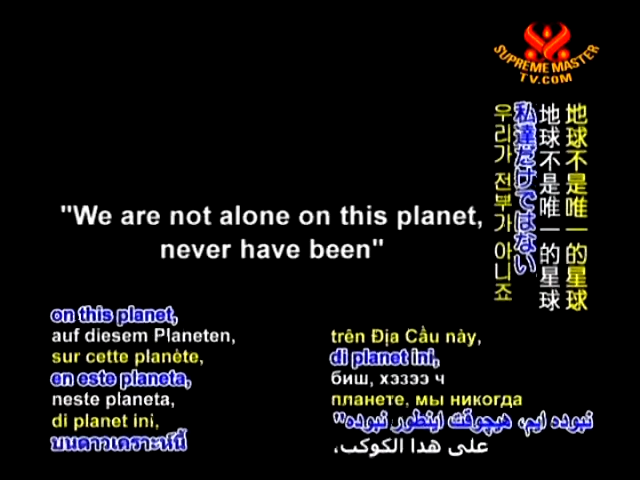 SUPREME MASTER
TV.COM
地球不是唯一的星球
地球不是唯一的星球
私達だけではない
우리가 전부가 아니죠
"We are not alone on this planet,
never have been"
on this planet,
auf diesem Planeten,
sur cette planète,
en este planeta,
neste planeta,
di planet ini,
บนดาวเคราะห์นี้
trên Địa Cầu này,
di planet ini,
биш, хэзээ ч
планете, мы никогда
نبوده ایم، هیچوقت اینطور نبوده"
على هدا الكوكب،